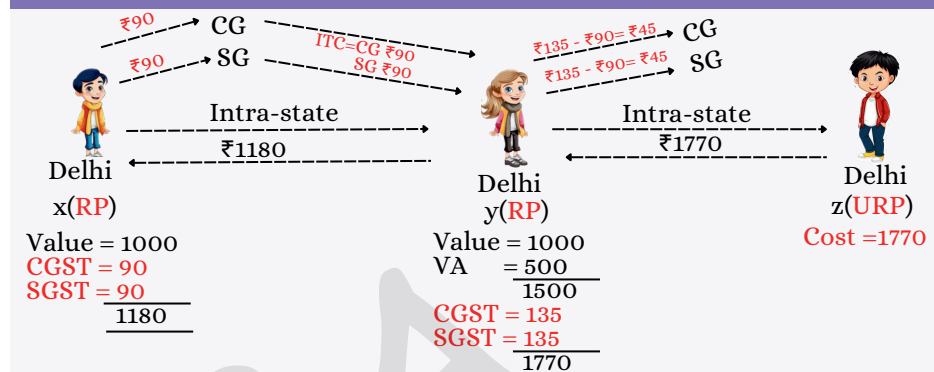 ₹90
CG
₹90
SG
ITC=CG ₹90
SG ₹90
₹135 - ₹90= ₹45
CG
₹135 - ₹90= ₹45
SG
Intra-state
₹1180
Intra-state
₹1770
Delhi
x(RP)
Value = 1000
CGST = 90
SGST = 90
1180
Delhi
y(RP)
Value = 1000
VA = 500
1500
CGST = 135
SGST = 135
1770
Delhi
z(URP)
Cost =1770